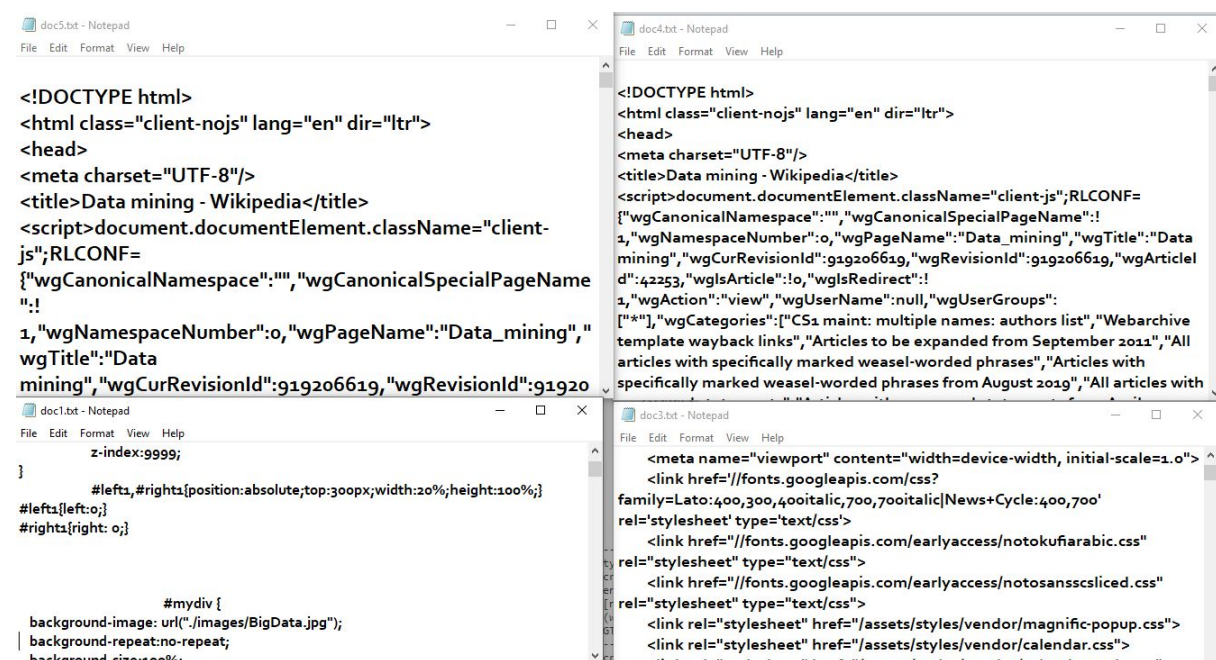 doc5.txt - Notepad
File Edit Format View Help
<!DOCTYPE html>
<html class="client-nojs" lang="en" dir="ltr">
<head>
<meta charset="UTF-8"/>
<title>Data mining - Wikipedia</title>
<script>document.documentElement.className="client-
js";RLCONF=
{"wgCanonicalNamespace":"","wgCanonicalSpecialPageName
":!
1,"wgNamespaceNumber":0,"wgPageName":"Data_mining","
wgTitle":"Data
mining","wgCurRevisionId":919206619,"wgRevisionId":91920
doc4.txt - Notepad
File Edit Format View Help
<!DOCTYPE html>
<html class="client-nojs" lang="en" dir="ltr">
<head>
<meta charset="UTF-8"/>
<title>Data mining - Wikipedia</title>
<script>document.documentElement.className="client-js";RLCONF=
{"wgCanonicalNamespace":"","wgCanonicalSpecialPageName":!
1,"wgNamespaceNumber":0,"wgPageName":"Data_mining","wgTitle":"Data
mining","wgCurRevisionId":919206619,"wgRevisionId":919206619,"wgArticleI
d":42253,"wgIsArticle":!0,"wgIsRedirect":!
1,"wgAction":"view","wgUserName":null,"wgUserGroups":
["*"],"wgCategories":["CS1 maint: multiple names: authors list","Webarchive
template wayback links","Articles to be expanded from September 2011","All
articles with specifically marked weasel-worded phrases","Articles with
specifically marked weasel-worded phrases from August 2019","All articles with
doc1.txt - Notepad
File Edit Format View Help
z-index:9999;
}
#left1,#right1{position:absolute;top:300px;width:20%;height:100%;}
#left1{left:0;}
#right1{right: 0;}
#mydiv {
background-image: url("./images/BigData.jpg");
background-repeat:no-repeat;
background-size:100%;
doc3.txt - Notepad
File Edit Format View Help
<meta name="viewport" content="width=device-width, initial-scale=1.0">
<link href='//fonts.googleapis.com/css?
family=Lato:400,300,400italic,700,700italic|News+Cycle:400,700'
rel='stylesheet' type='text/css'>
<link href="//fonts.googleapis.com/earlyaccess/notokufiarabic.css"
rel="stylesheet" type="text/css">
<link href="//fonts.googleapis.com/earlyaccess/notosansscsliced.css"
rel="stylesheet" type="text/css">
<link rel="stylesheet" href="/assets/styles/vendor/magnific-popup.css">
<link rel="stylesheet" href="/assets/styles/vendor/calendar.css">